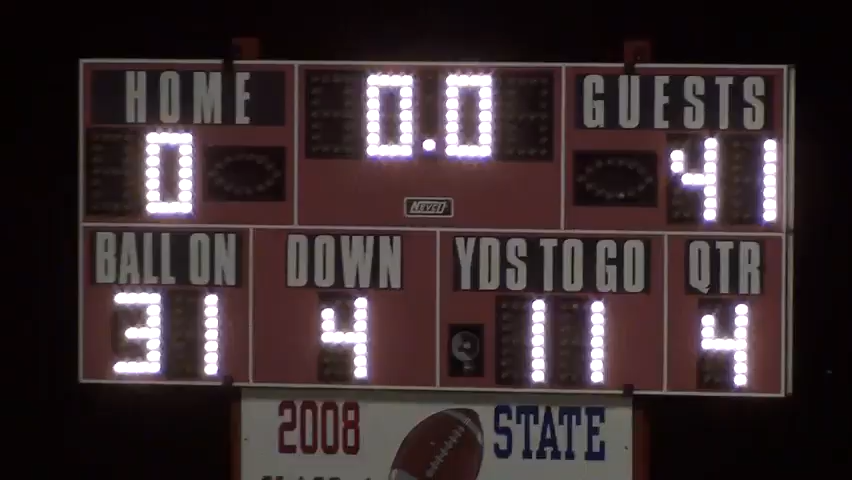 HOME 0.0 GUESTS
0 41
NEVCO
BALL ON DOWN YDS TO GO QTR
31 4 11 4
2008 STATE